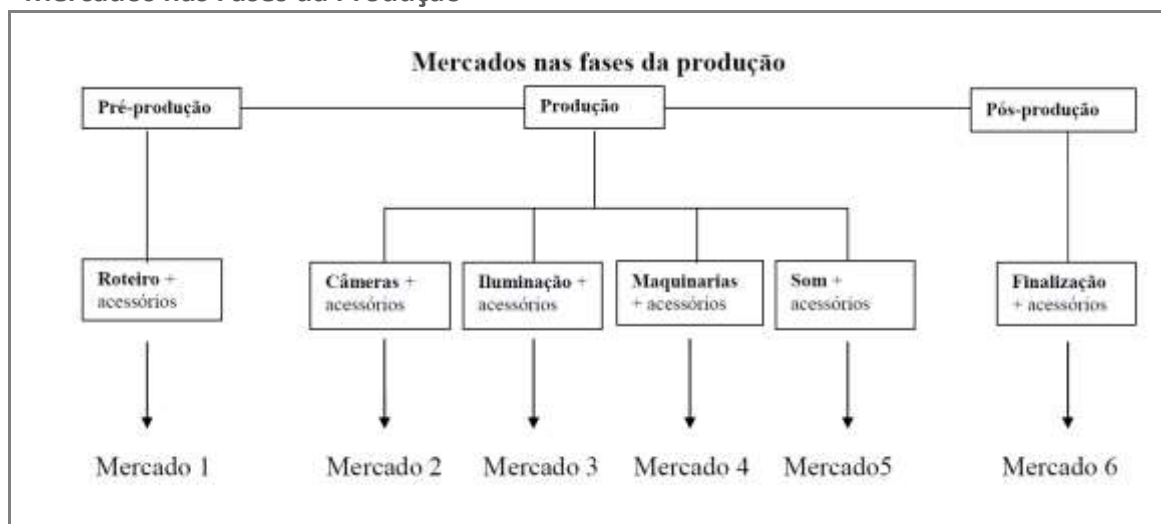 Mercados nas Fases da Produção
Mercados nas fases da produção
Pré-produção
Produção
Pós-produção
Roteiro +
acessórios
Câmeras +
acessórios
Iluminação +
acessórios
Maquinarias
+ acessórios
Som +
acessórios
Finalização
+ acessórios
Mercado 1
Mercado 2
Mercado 3
Mercado 4
Mercado5
Mercado 6